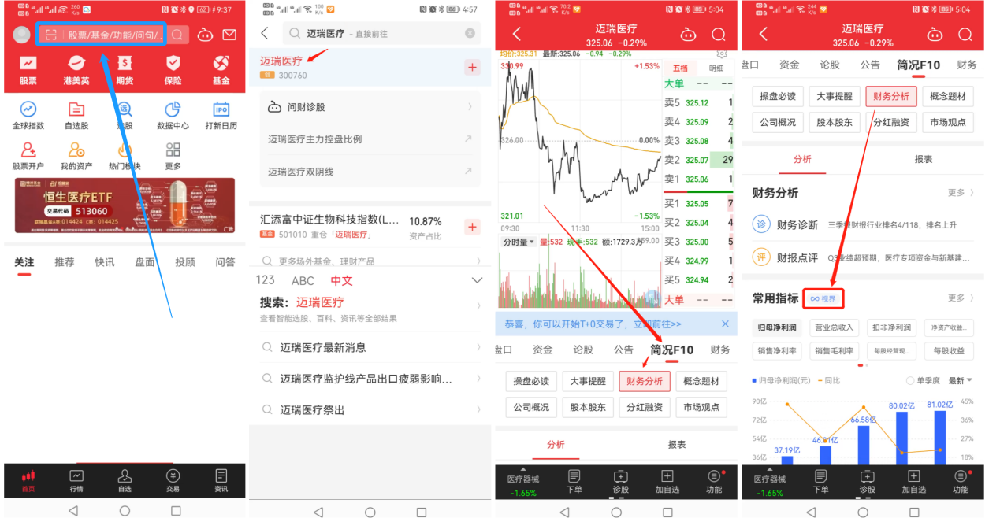 260 K/s
62 9:37
股票/基金/功能/问句/..
股票 港美英 期货 保险 基金
全球指数 自选股 选股 数据中心 打新日历
股票开户 我的资产 热门板块 更多
恒生医疗ETF
交易代码 513060
联接基金A类:014424 C类: 014425
广告
关注 推荐 快讯 盘面 投顾 问答
首页 行情 自选 交易 资讯
100 K/s
4:57
迈瑞医疗 - 直接前往
迈瑞医疗
300760
问财诊股
迈瑞医疗主力控盘比例
迈瑞医疗双阴线
汇添富中证生物科技指数(L... 10.87%
基金 501010 重仓「迈瑞医疗」 资产占比
更多场外基金、理财产品
123 ABC 中文
搜索: 迈瑞医疗
查看智能选股、百科、资讯等全部结果
迈瑞医疗最新消息
迈瑞医疗监护线产品出口疲弱影响...
迈瑞医疗祭出
70.2 K/s
5:04
迈瑞医疗
325.06 -0.29%
均价:325.31 最新:325.06 -0.94 -0.29%
330.99 +1.53%
326.00 0.00%
321.01 -1.53%
09:30 11:30 15:00
五档 明细
大单 -- --
卖5 325.12 1
卖4 325.09 2
卖3 325.08 4
卖2 325.07 29
卖1 325.06 1
买1 325.05 7
买2 325.04 4
买3 325.00 5
买4 324.99 1
买5 324.94 2
大单 -- --
分时量 量:532 现手:532 额:1729.3万
恭喜，你可以开始T+0交易了，立即前往>>
盘口 资金 论股 公告 简况F10 财务
操盘必读 大事提醒 财务分析 概念题材
公司概况 股本股东 分红融资 市场观点
分析 报表
医疗器械
-1.65%
下单 诊股 加自选 功能
244 K/s
5:04
迈瑞医疗
325.06 -0.29%
盘口 资金 论股 公告 简况F10 财务
操盘必读 大事提醒 财务分析 概念题材
公司概况 股本股东 分红融资 市场观点
分析 报表
财务分析 更多
诊 财务诊断 三季报财报行业排名4/118，排名上升
评 财报点评 Q3业绩超预期，医疗专项资金与新基建...
常用指标 视界 更多
归母净利润 营业总收入 扣非净利润 净资产收益...
销售净利率 销售毛利率 每股经营现... 每股收益
归母净利润(元) 同比 单季度 最新
90亿 45%
72亿 36%
54亿 27%
36亿 18%
37.19亿 46.81亿 66.58亿 80.02亿 81.02亿
医疗器械
-1.65%
下单 诊股 加自选 功能